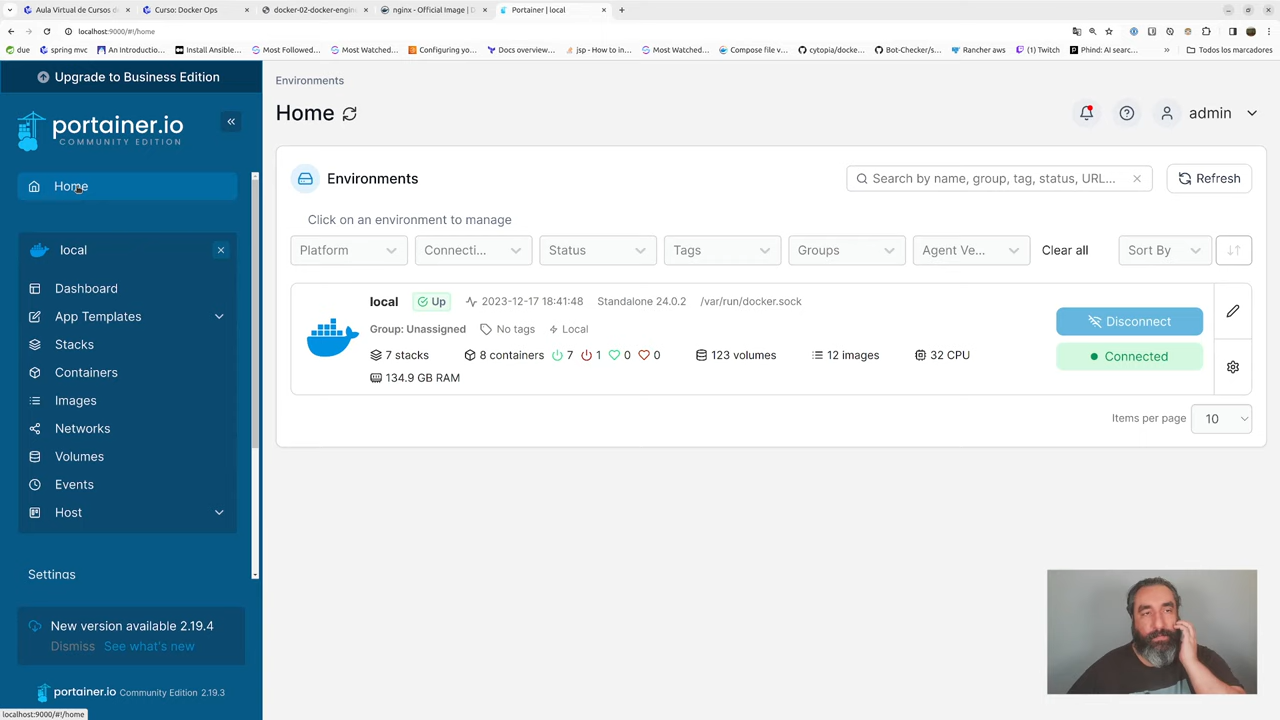 Aula Virtual de Cursos d
Curso: Docker Ops
docker-02-docker-engin
nginx - Official Image | D
Portainer | local
localhost:9000/#!/home
due
spring mvc
An Introductio...
Install Ansible...
Most Followed...
Most Watched...
Configuring yo...
Docs overview...
jsp - How to in...
Most Watched...
Compose file v...
cytopia/docke...
Bot-Checker/s...
Rancher aws
(1) Twitch
Phind: AI searc...
»
Todos los marcadores
Upgrade to Business Edition
portainer.io
COMMUNITY EDITION
«
Home
local
Dashboard
App Templates
Stacks
Containers
Images
Networks
Volumes
Events
Host
Settings
New version available 2.19.4
Dismiss See what's new
portainer.io Community Edition 2.19.3
localhost:9000/#!/home
Environments
Home
admin
Environments
Search by name, group, tag, status, URL...
Refresh
Click on an environment to manage
Platform
Connecti...
Status
Tags
Groups
Agent Ve...
Clear all
Sort By
local Up 2023-12-17 18:41:48 Standalone 24.0.2 /var/run/docker.sock
Group: Unassigned No tags Local
7 stacks 8 containers 7 1 0 0 123 volumes 12 images 32 CPU
134.9 GB RAM
Disconnect
Connected
Items per page 10